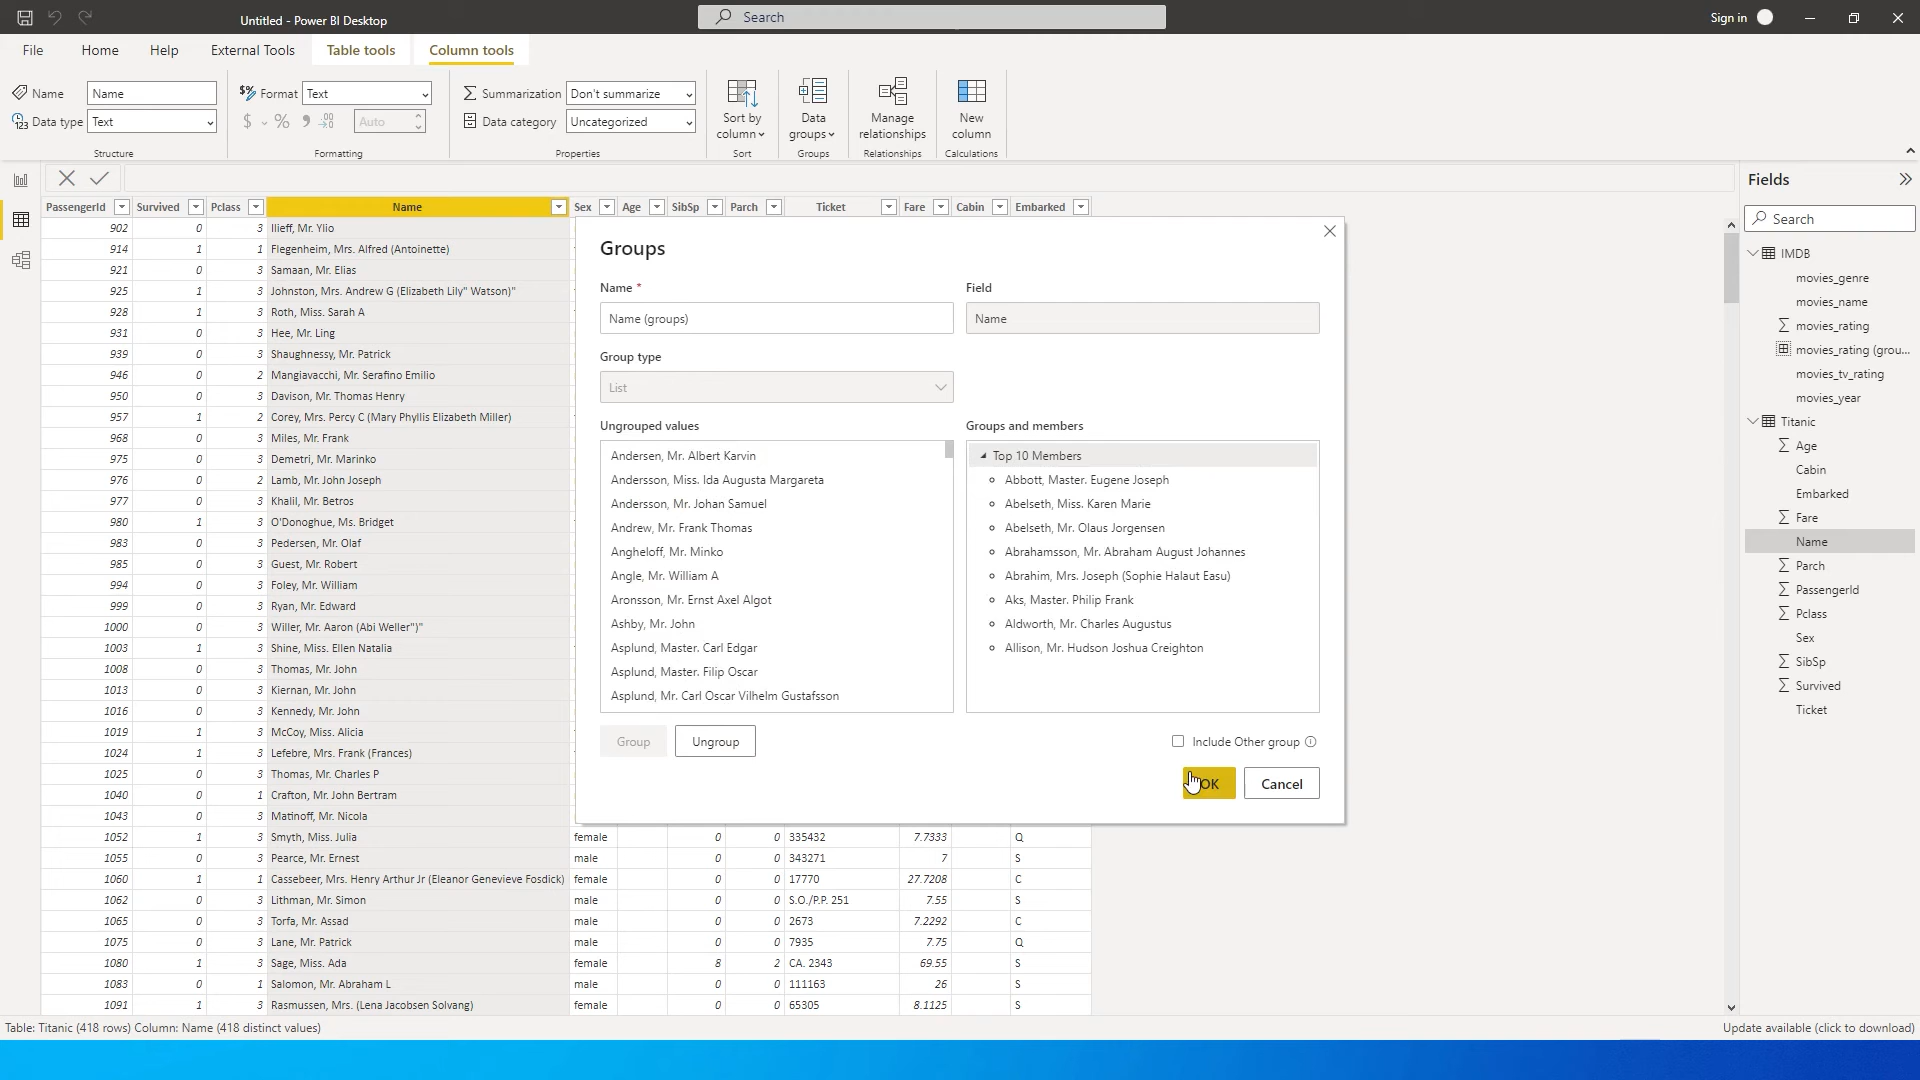 Untitled - Power BI Desktop
Search
Sign in
File Home Help External Tools Table tools Column tools
Name Name
Data type Text
Structure
Format Text
$ % Auto
Formatting
Summarization Don't summarize
Data category Uncategorized
Properties
Sort by column
Sort
Data groups
Groups
Manage relationships
Relationships
New column
Calculations
PassengerId Survived Pclass Name Sex Age SibSp Parch Ticket Fare Cabin Embarked
902 0 3 Ilieff, Mr. Ylio
914 1 1 Flegenheim, Mrs. Alfred (Antoinette)
921 0 3 Samaan, Mr. Elias
925 1 3 Johnston, Mrs. Andrew G (Elizabeth Lily" Watson)"
928 1 3 Roth, Miss. Sarah A
931 0 3 Hee, Mr. Ling
939 0 3 Shaughnessy, Mr. Patrick
946 0 2 Mangiavacchi, Mr. Serafino Emilio
950 0 3 Davison, Mr. Thomas Henry
957 1 2 Corey, Mrs. Percy C (Mary Phyllis Elizabeth Miller)
968 0 3 Miles, Mr. Frank
975 0 3 Demetri, Mr. Marinko
976 0 2 Lamb, Mr. John Joseph
977 0 3 Khalil, Mr. Betros
980 1 3 O'Donoghue, Ms. Bridget
983 0 3 Pedersen, Mr. Olaf
985 0 3 Guest, Mr. Robert
994 0 3 Foley, Mr. William
999 0 3 Ryan, Mr. Edward
1000 0 3 Willer, Mr. Aaron (Abi Weller")"
1003 1 3 Shine, Miss. Ellen Natalia
1008 0 3 Thomas, Mr. John
1013 0 3 Kiernan, Mr. John
1016 0 3 Kennedy, Mr. John
1019 1 3 McCoy, Miss. Alicia
1024 1 3 Lefebre, Mrs. Frank (Frances)
1025 0 3 Thomas, Mr. Charles P
1040 0 1 Crafton, Mr. John Bertram
1043 0 3 Matinoff, Mr. Nicola
1052 1 3 Smyth, Miss. Julia female 0 0 335432 7.7333 Q
1055 0 3 Pearce, Mr. Ernest male 0 0 343271 7 S
1060 1 1 Cassebeer, Mrs. Henry Arthur Jr (Eleanor Genevieve Fosdick) female 0 0 17770 27.7208 C
1062 0 3 Lithman, Mr. Simon male 0 0 S.O./P.P. 251 7.55 S
1065 0 3 Torfa, Mr. Assad male 0 0 2673 7.2292 C
1075 0 3 Lane, Mr. Patrick male 0 0 7935 7.75 Q
1080 1 3 Sage, Miss. Ada female 8 2 CA. 2343 69.55 S
1083 0 1 Salomon, Mr. Abraham L male 0 0 111163 26 S
1091 1 3 Rasmussen, Mrs. (Lena Jacobsen Solvang) female 0 0 65305 8.1125 S
Groups
Name *
Name (groups)
Field
Name
Group type
List
Ungrouped values
Andersen, Mr. Albert Karvin
Andersson, Miss. Ida Augusta Margareta
Andersson, Mr. Johan Samuel
Andrew, Mr. Frank Thomas
Angheloff, Mr. Minko
Angle, Mr. William A
Aronsson, Mr. Ernst Axel Algot
Ashby, Mr. John
Asplund, Master. Carl Edgar
Asplund, Master. Filip Oscar
Asplund, Mr. Carl Oscar Vilhelm Gustafsson
Groups and members
Top 10 Members
Abbott, Master. Eugene Joseph
Abelseth, Miss. Karen Marie
Abelseth, Mr. Olaus Jorgensen
Abrahamsson, Mr. Abraham August Johannes
Abrahim, Mrs. Joseph (Sophie Halaut Easu)
Aks, Master. Philip Frank
Aldworth, Mr. Charles Augustus
Allison, Mr. Hudson Joshua Creighton
Group Ungroup
Include Other group
OK Cancel
Fields
Search
IMDB
movies_genre
movies_name
movies_rating
movies_rating (grou...
movies_tv_rating
movies_year
Titanic
Age
Cabin
Embarked
Fare
Name
Parch
PassengerId
Pclass
Sex
SibSp
Survived
Ticket
Table: Titanic (418 rows) Column: Name (418 distinct values)
Update available (click to download)